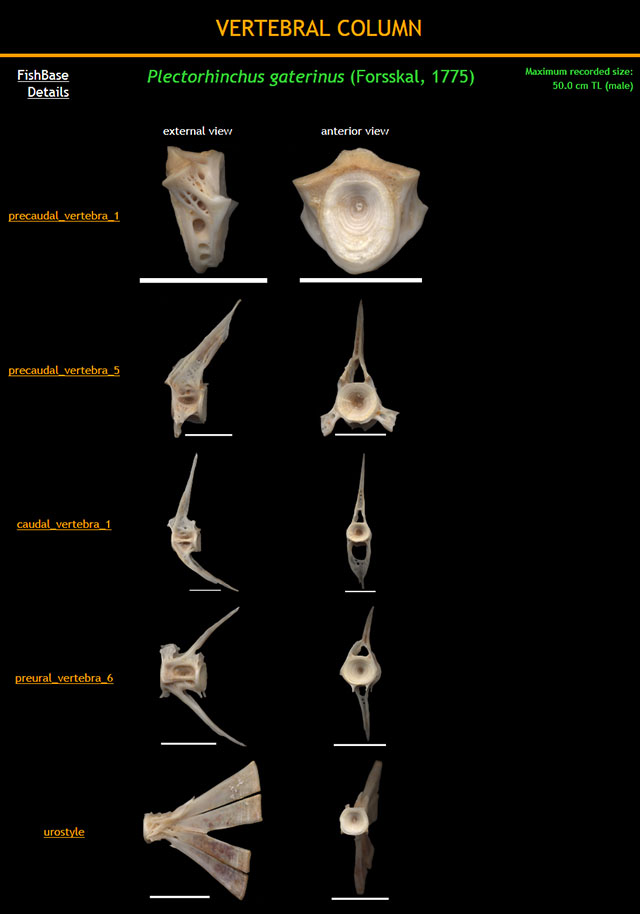 VERTEBRAL COLUMN
FishBase
Details
Plectorhinchus gaterinus (Forsskal, 1775)
Maximum recorded size:
50.0 cm TL (male)
external view
anterior view
precaudal_vertebra_1
precaudal_vertebra_5
caudal_vertebra_1
preural_vertebra_6
urostyle